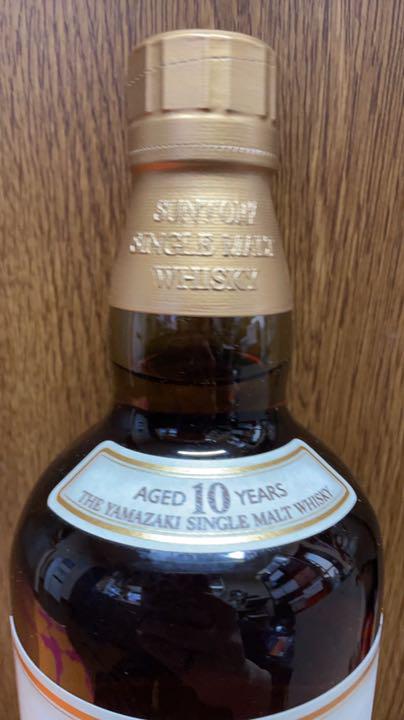 SUNTORY
SINGLE MALT
WHISKY
AGED 10 YEARS
THE YAMAZAKI SINGLE MALT WHISKY